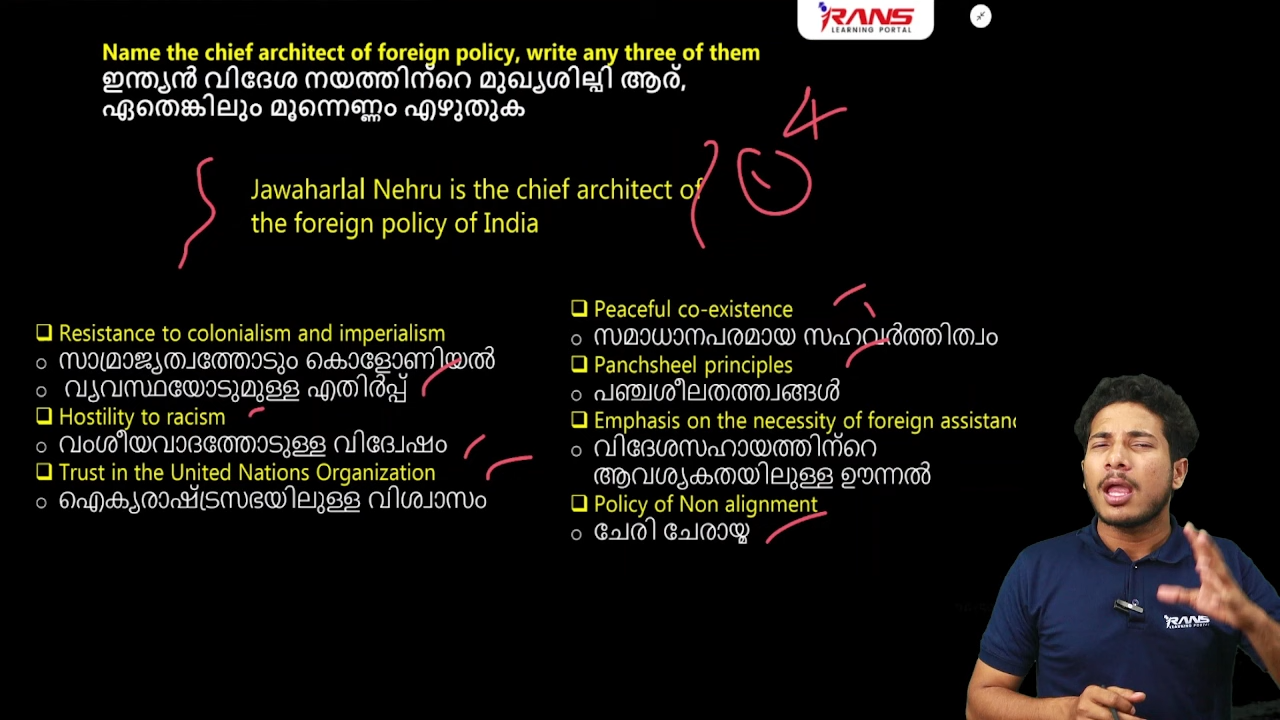 RANS
LEARNING PORTAL
Name the chief architect of foreign policy, write any three of them
ഇന്ത്യൻ വിദേശ നയത്തിന്റെ മുഖ്യശില്പി ആര്,
ഏതെങ്കിലും മൂന്നെണ്ണം എഴുതുക
4
Jawaharlal Nehru is the chief architect of
the foreign policy of India
Resistance to colonialism and imperialism
സാമ്രാജ്യത്വത്തോടും കൊളോണിയൽ
വ്യവസ്ഥയോടുമുള്ള എതിർപ്പ്
Hostility to racism
വംശീയവാദത്തോടുള്ള വിദ്വേഷം
Trust in the United Nations Organization
ഐക്യരാഷ്ട്രസഭയിലുള്ള വിശ്വാസം
Peaceful co-existence
സമാധാനപരമായ സഹവർത്തിത്വം
Panchsheel principles
പഞ്ചശീലതത്ത്വങ്ങൾ
Emphasis on the necessity of foreign assistanc
വിദേശസഹായത്തിന്റെ
ആവശ്യകതയിലുള്ള ഊന്നൽ
Policy of Non alignment
ചേരി ചേരായ്മ
RANS
LEARNING PORTAL